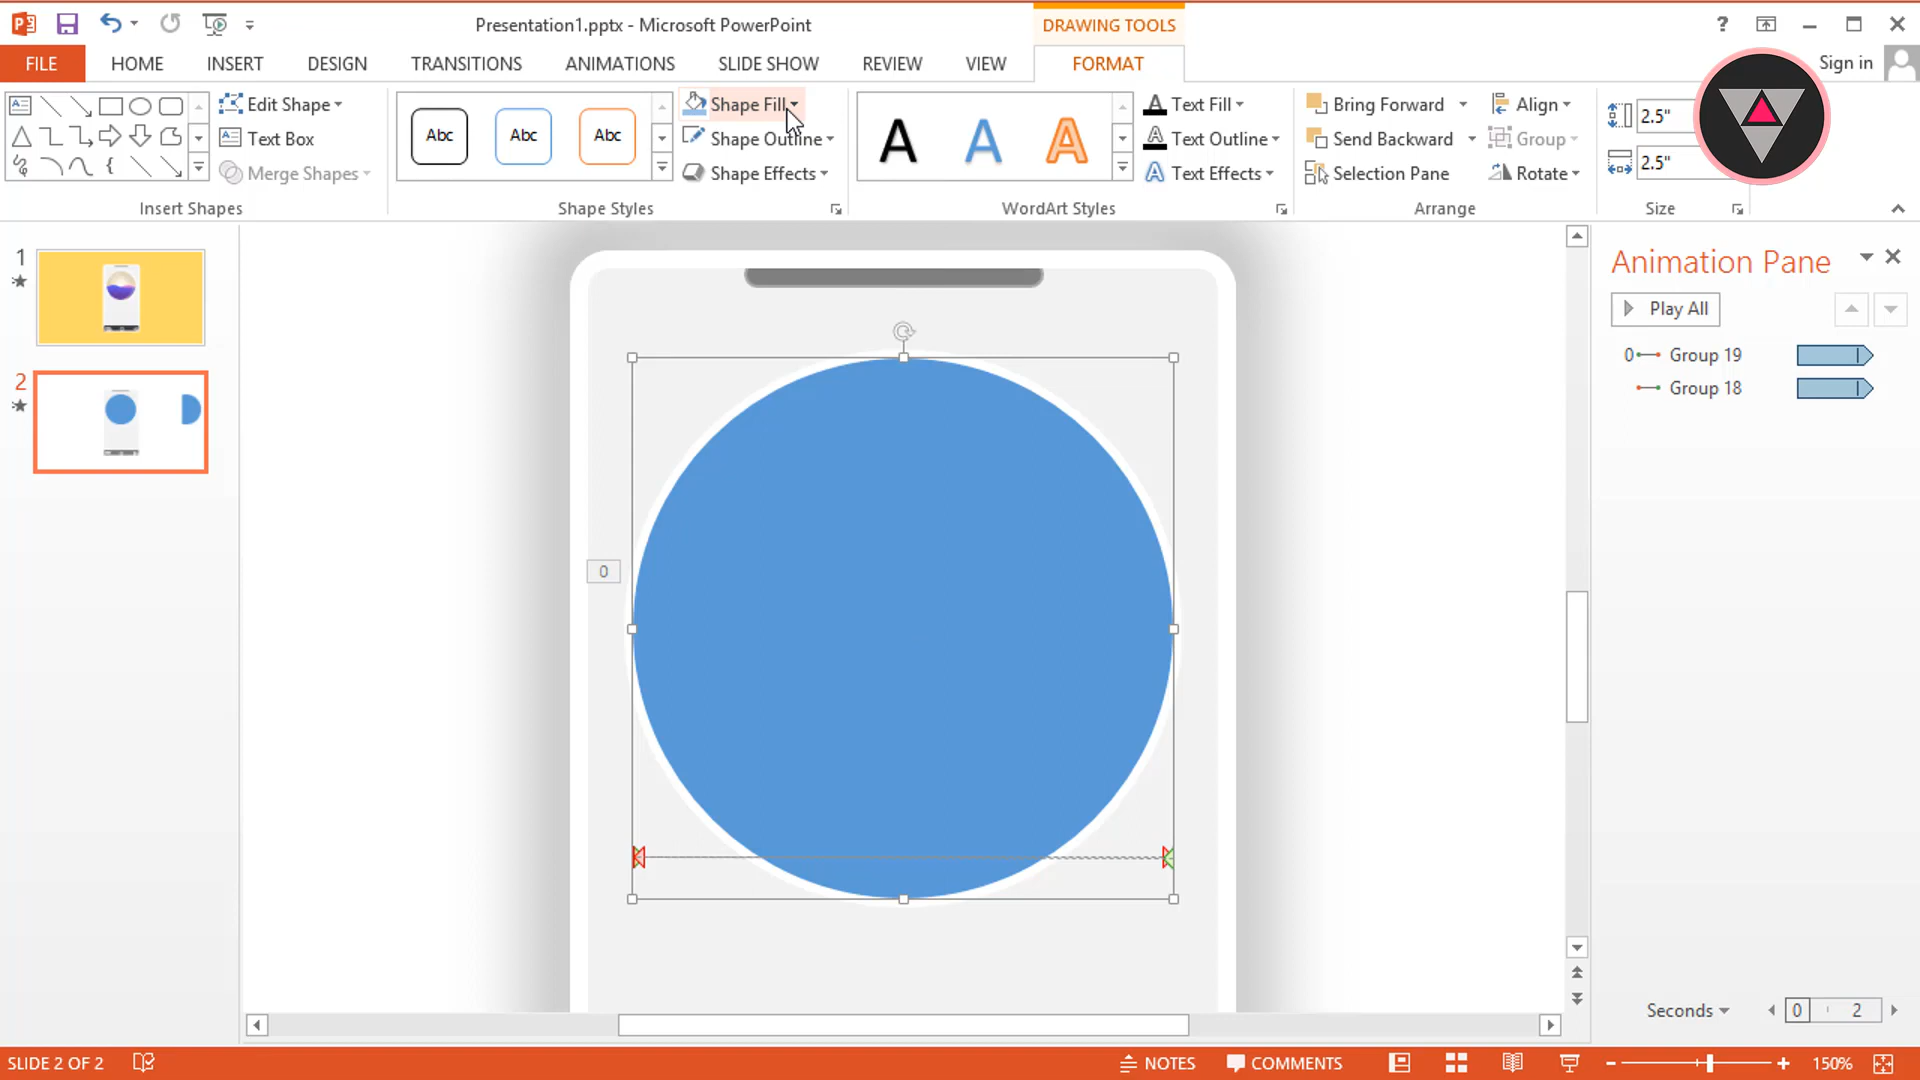 Presentation1.pptx - Microsoft PowerPoint
DRAWING TOOLS
?
FILE
HOME
INSERT
DESIGN
TRANSITIONS
ANIMATIONS
SLIDE SHOW
REVIEW
VIEW
FORMAT
Sign in
Edit Shape
Text Box
Merge Shapes
Insert Shapes
Abc
Abc
Abc
Shape Fill
Shape Outline
Shape Effects
Shape Styles
A
A
A
Text Fill
Text Outline
Text Effects
WordArt Styles
Bring Forward
Send Backward
Selection Pane
Align
Group
Rotate
Arrange
2.5"
2.5"
Size
1
2
0
Animation Pane
Play All
0
Group 19
Group 18
Seconds
0
2
SLIDE 2 OF 2
NOTES
COMMENTS
150%